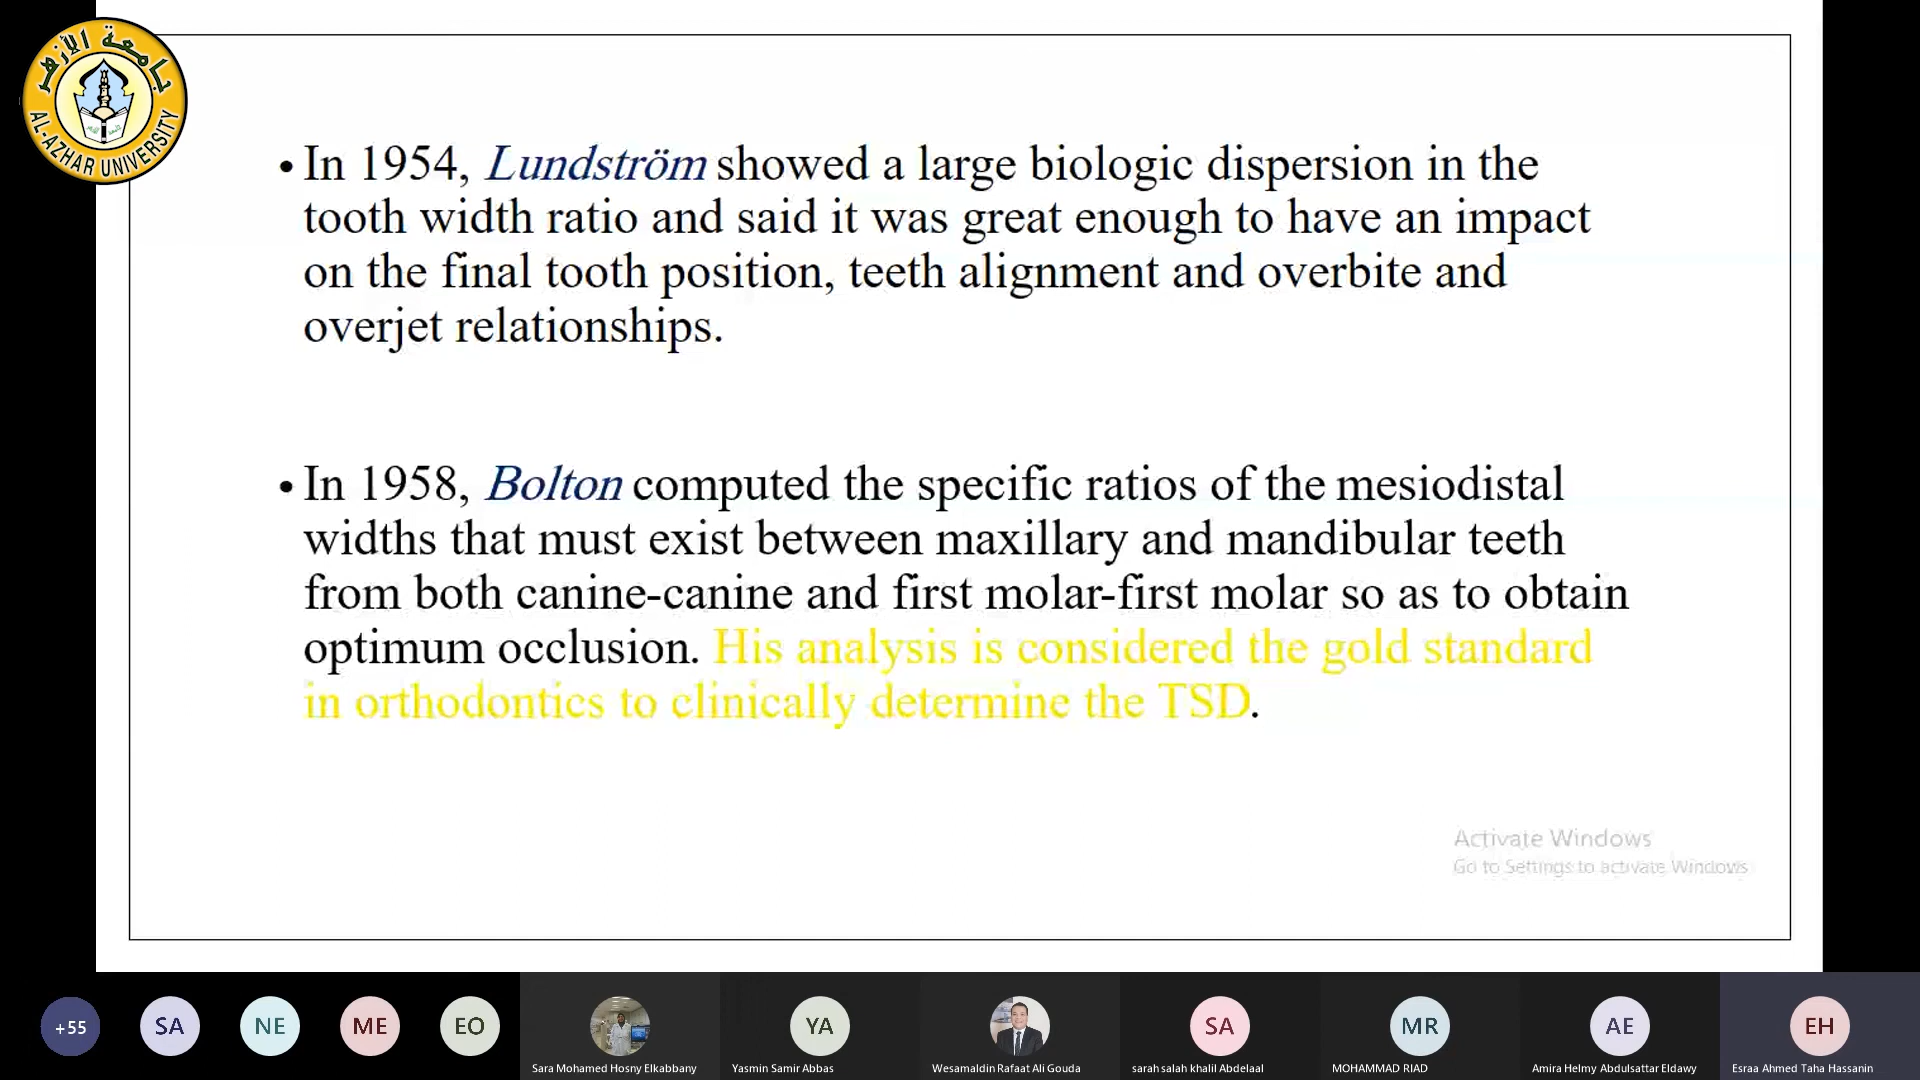 جامعة الأزهر
AL-AZHAR UNIVERSITY
• In 1954, Lundström showed a large biologic dispersion in the
tooth width ratio and said it was great enough to have an impact
on the final tooth position, teeth alignment and overbite and
overjet relationships.
• In 1958, Bolton computed the specific ratios of the mesiodistal
widths that must exist between maxillary and mandibular teeth
from both canine-canine and first molar-first molar so as to obtain
optimum occlusion. His analysis is considered the gold standard
in orthodontics to clinically determine the TSD.
Activate Windows
Go to Settings to activate Windows
+55
SA
NE
ME
EO
YA
SA
MR
AE
EH
Sara Mohamed Hosny Elkabbany
Yasmin Samir Abbas
Wesamaldin Rafaat Ali Gouda
sarah salah khalil Abdelaal
MOHAMMAD RIAD
Amira Helmy Abdulsattar Eldawy
Esraa Ahmed Taha Hassanin